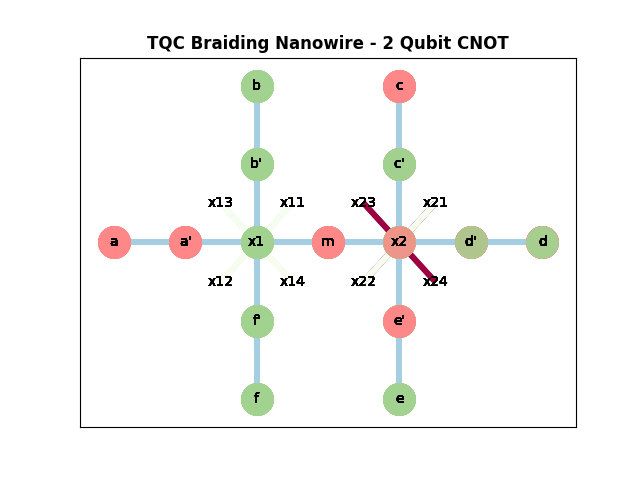 TQC Braiding Nanowire - 2 Qubit CNOT
b c
b' c'
x13 x11 x23 x21
a a' x1 m x2 d' d
x12 x14 x22 x24
f' e'
f e